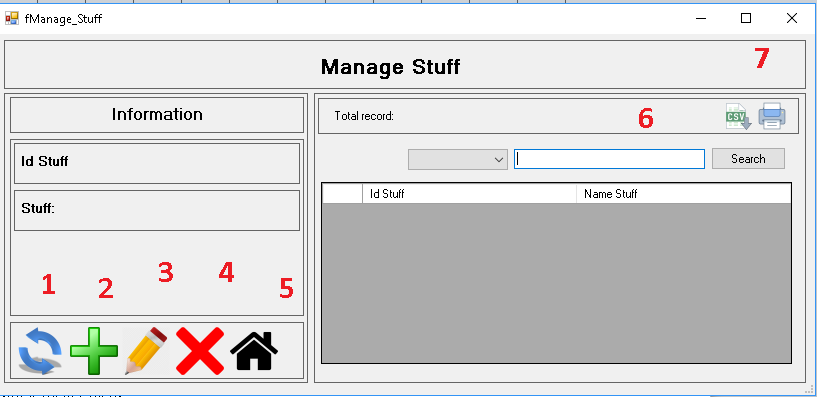 fManage_Stuff
Manage Stuff
7
Information
Total record:
6
CSV
Id Stuff
Search
Id Stuff
Name Stuff
Stuff:
1
2
3
4
5